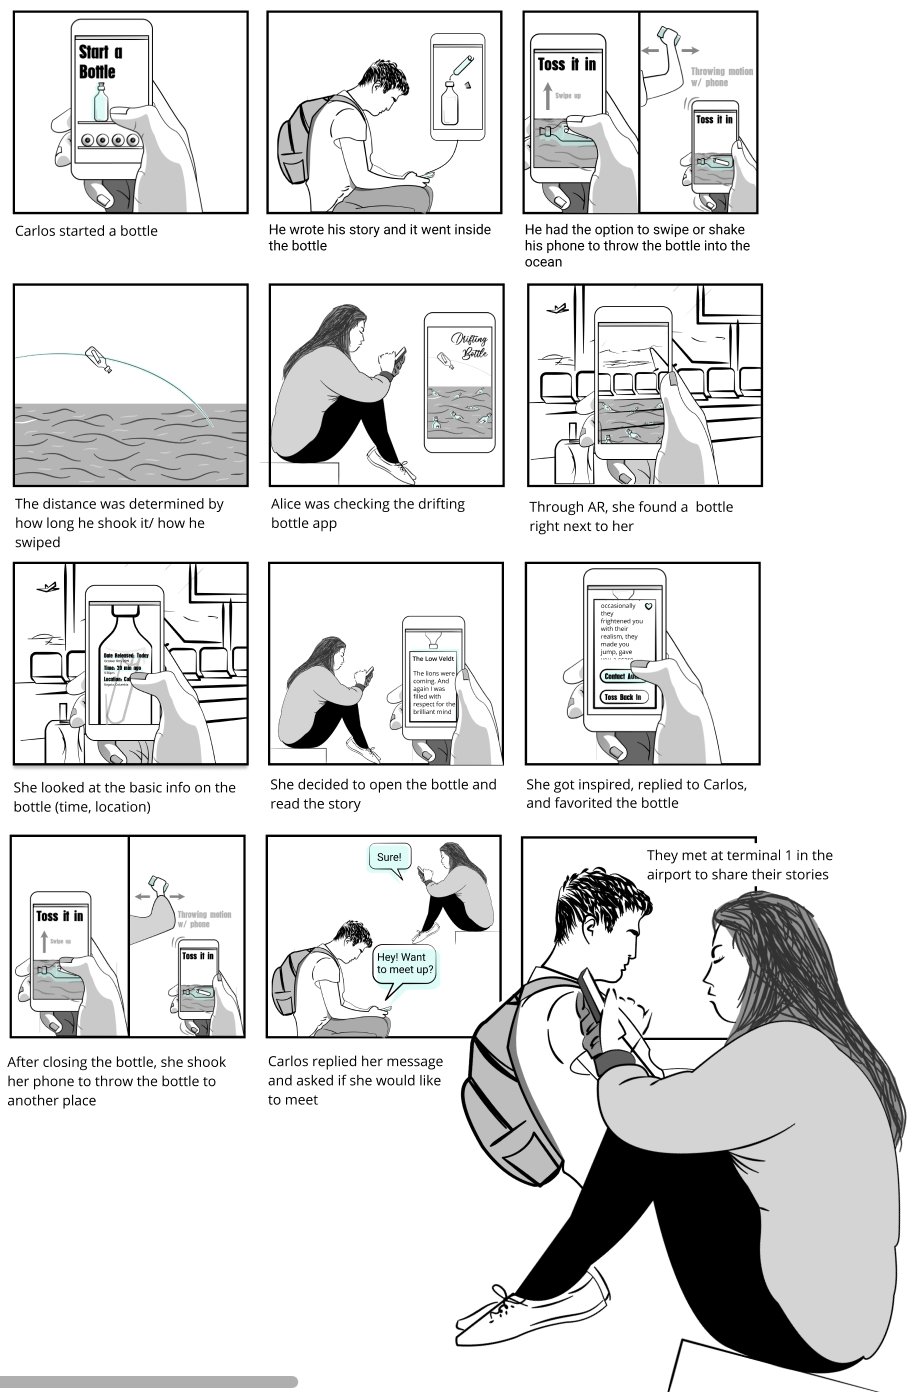 Start a
Bottle
Carlos started a bottle
He wrote his story and it went inside
the bottle
Toss it in
Swipe up
Throwing motion
w/ phone
Toss it in
He had the option to swipe or shake
his phone to throw the bottle into the
ocean
The distance was determined by
how long he shook it/ how he
swiped
Drifting
Bottle
Alice was checking the drifting
bottle app
Through AR, she found a bottle
right next to her
Date Released: Today
Time: 20 min ago
Location:
She looked at the basic info on the
bottle (time, location)
The Low Veldt
The lions were
coming. And
again I was
filled with
respect for the
brilliant mind
She decided to open the bottle and
read the story
occasionally
they
frightened you
with their
realism, they
made you
jump, gave
Contact
Toss Back In
She got inspired, replied to Carlos,
and favorited the bottle
Toss it in
Swipe up
Throwing motion
w/ phone
Toss it in
After closing the bottle, she shook
her phone to throw the bottle to
another place
Sure!
Hey! Want
to meet up?
Carlos replied her message
and asked if she would like
to meet
They met at terminal 1 in the
airport to share their stories